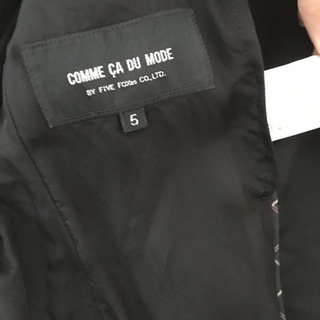 COMME ÇA DU MODE
BY FIVE FOXes CO.,LTD.
5